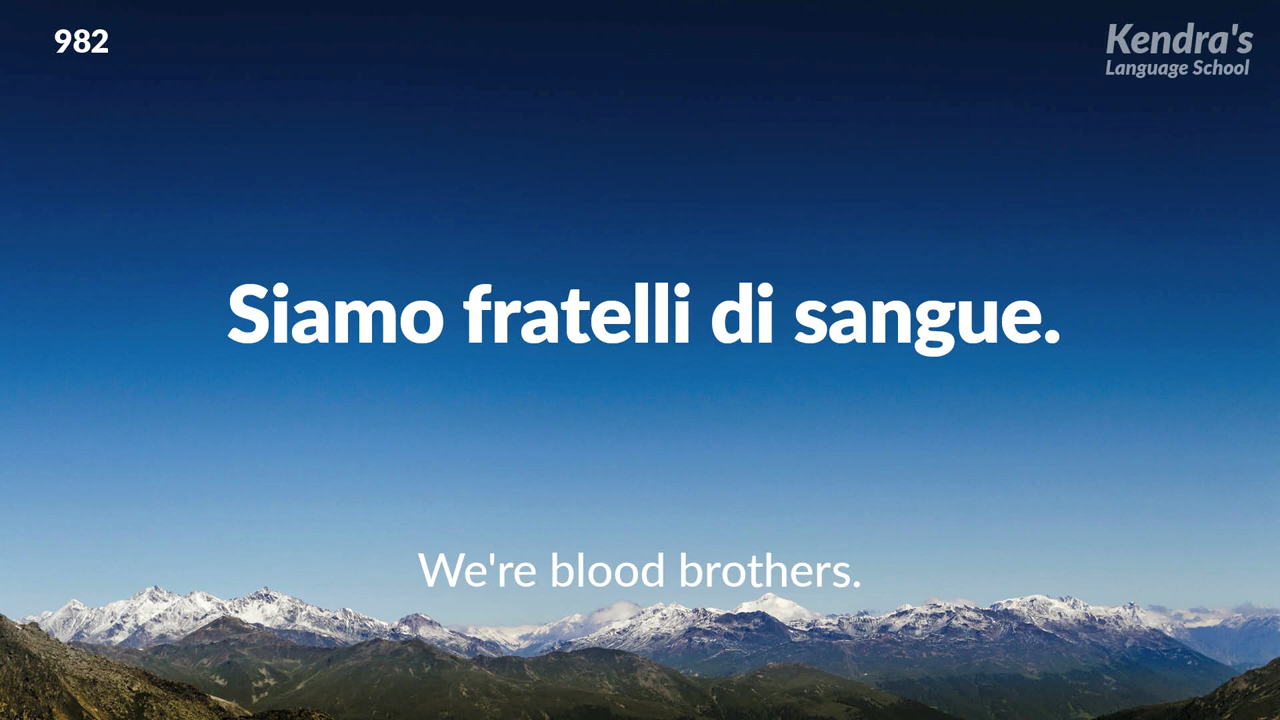 982
Kendra's
Language School
Siamo fratelli di sangue.
We're blood brothers.